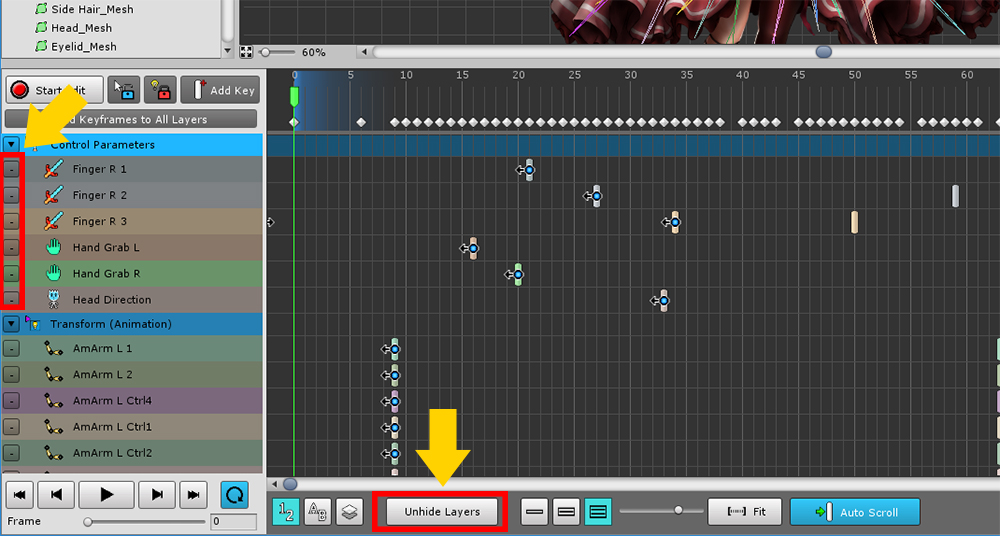 Side Hair_Mesh
Head_Mesh
Eyelid_Mesh
60%
Start Edit
Add Key
Keyframes to All Layers
0 5 10 15 20 25 30 35 40 45 50 55 60
Control Parameters
Finger R 1
Finger R 2
Finger R 3
Hand Grab L
Hand Grab R
Head Direction
Transform (Animation)
AmArm L 1
AmArm L 2
AmArm L Ctrl4
AmArm L Ctrl1
AmArm L Ctrl2
Frame
0
1 2
A B
Unhide Layers
Fit
Auto Scroll